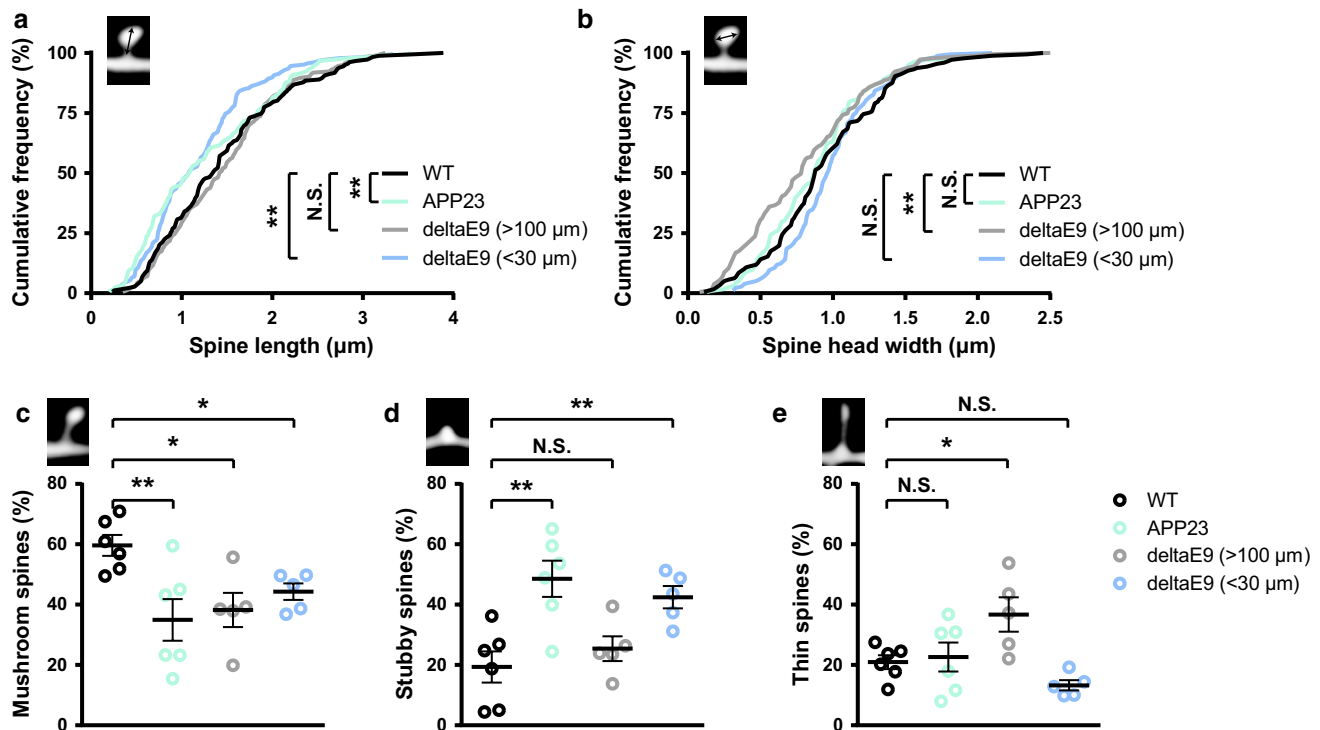 a
Cumulative frequency (%)
100
75
50
25
0
0 1 2 3 4
Spine length (µm)
**
N.S.
**
WT
APP23
deltaE9 (>100 µm)
deltaE9 (<30 µm)
b
Cumulative frequency (%)
100
75
50
25
0
0.0 0.5 1.0 1.5 2.0 2.5
Spine head width (µm)
N.S.
**
N.S.
WT
APP23
deltaE9 (>100 µm)
deltaE9 (<30 µm)
c
*
*
**
Mushroom spines (%)
80
60
40
20
0
d
**
N.S.
**
Stubby spines (%)
80
60
40
20
0
e
N.S.
*
N.S.
Thin spines (%)
80
60
40
20
0
WT
APP23
deltaE9 (>100 µm)
deltaE9 (<30 µm)